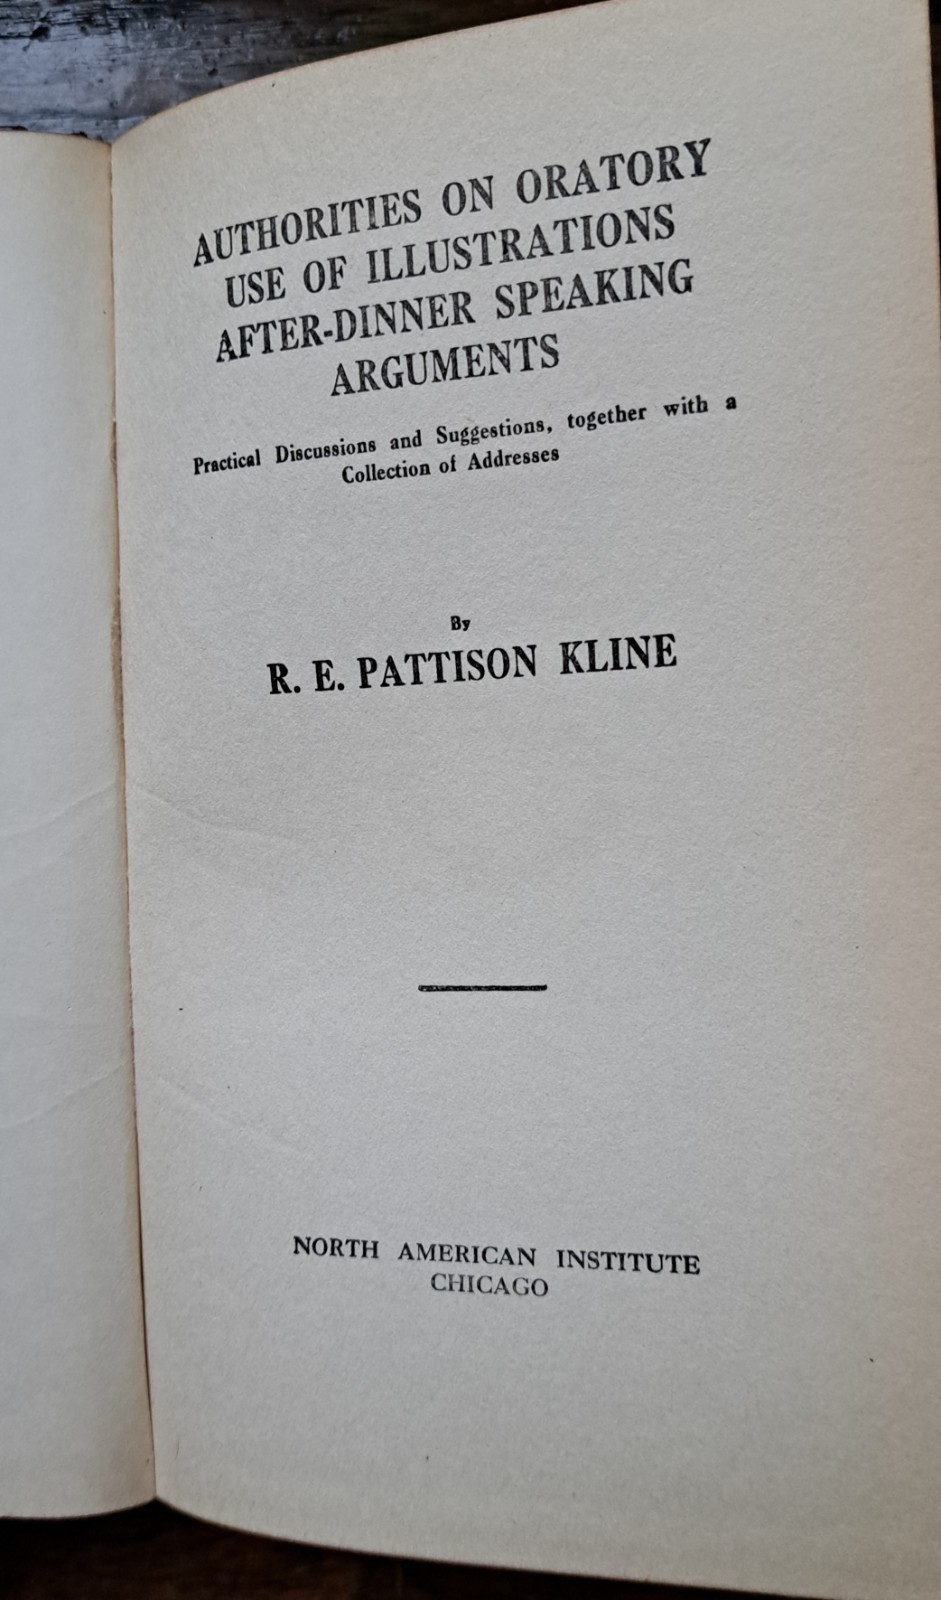 AUTHORITIES ON ORATORY
USE OF ILLUSTRATIONS
AFTER-DINNER SPEAKING
ARGUMENTS
Practical Discussions and Suggestions, together with a
Collection of Addresses
By
R. E. PATTISON KLINE
NORTH AMERICAN INSTITUTE
CHICAGO